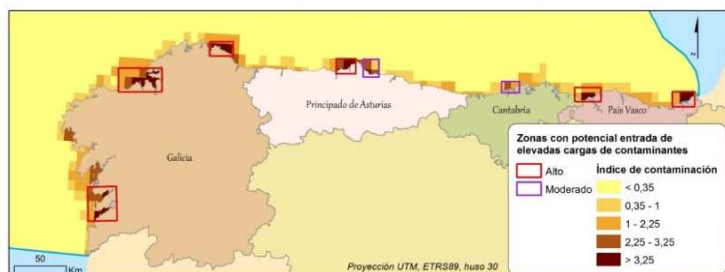 Principado de Asturias
Cantabria
País Vasco
Galicia
Zonas con potencial entrada de
elevadas cargas de contaminantes
Alto
Moderado
Índice de contaminación
< 0,35
0,35 - 1
1 - 2,25
2,25 - 3,25
> 3,25
50
Km
Proyección UTM, ETRS89, huso 30